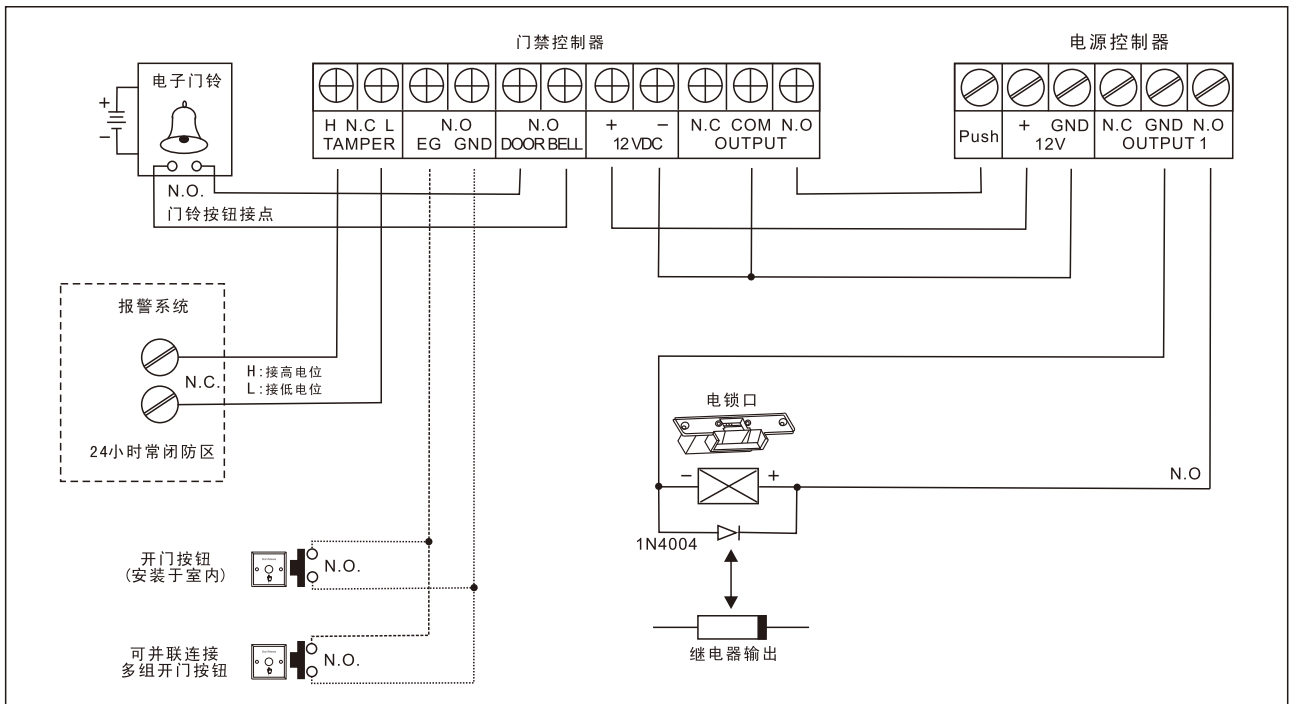 门禁控制器
电源控制器
电子门铃
+
−
H N.C L
TAMPER
N.O
EG GND
N.O
DOOR BELL
+ −
12 VDC
N.C COM N.O
OUTPUT
Push
+ GND
12V
N.C GND N.O
OUTPUT 1
N.O.
门铃按钮接点
报警系统
N.C.
H:接高电位
L:接低电位
24小时常闭防区
电锁口
− +
N.O
1N4004
继电器输出
开门按钮
(安装于室内)
N.O.
可并联连接
多组开门按钮
N.O.